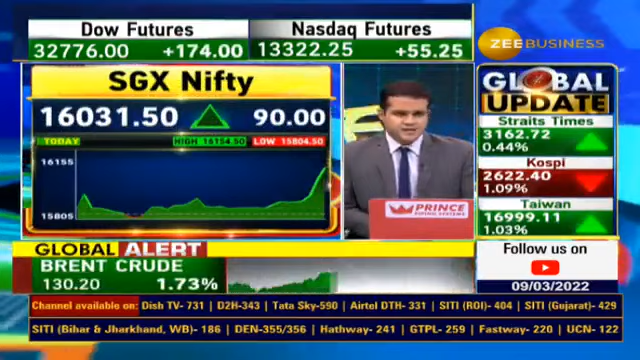 Dow Futures
32776.00 +174.00
Nasdaq Futures
13322.25 +55.25
ZEE BUSINESS
SGX Nifty
16031.50 90.00
TODAY HIGH 16154.50 LOW 15804.50
16155
15805
PRINCE
PIPING SYSTEMS
GLOBAL
UPDATE
Straits Times
3162.72
0.44%
Kospi
2622.40
1.09%
Taiwan
16999.11
1.03%
GLOBAL ALERT
BRENT CRUDE
130.20 1.73%
Follow us on
09/03/2022
Channel available on: Dish TV- 731 | D2H-343 | Tata Sky-590 | Airtel DTH- 331 | SITI (ROI)- 404 | SITI (Gujarat)- 429
SITI (Bihar & Jharkhand, WB)- 186 | DEN-355/356 | Hathway- 241 | GTPL- 259 | Fastway- 220 | UCN- 122